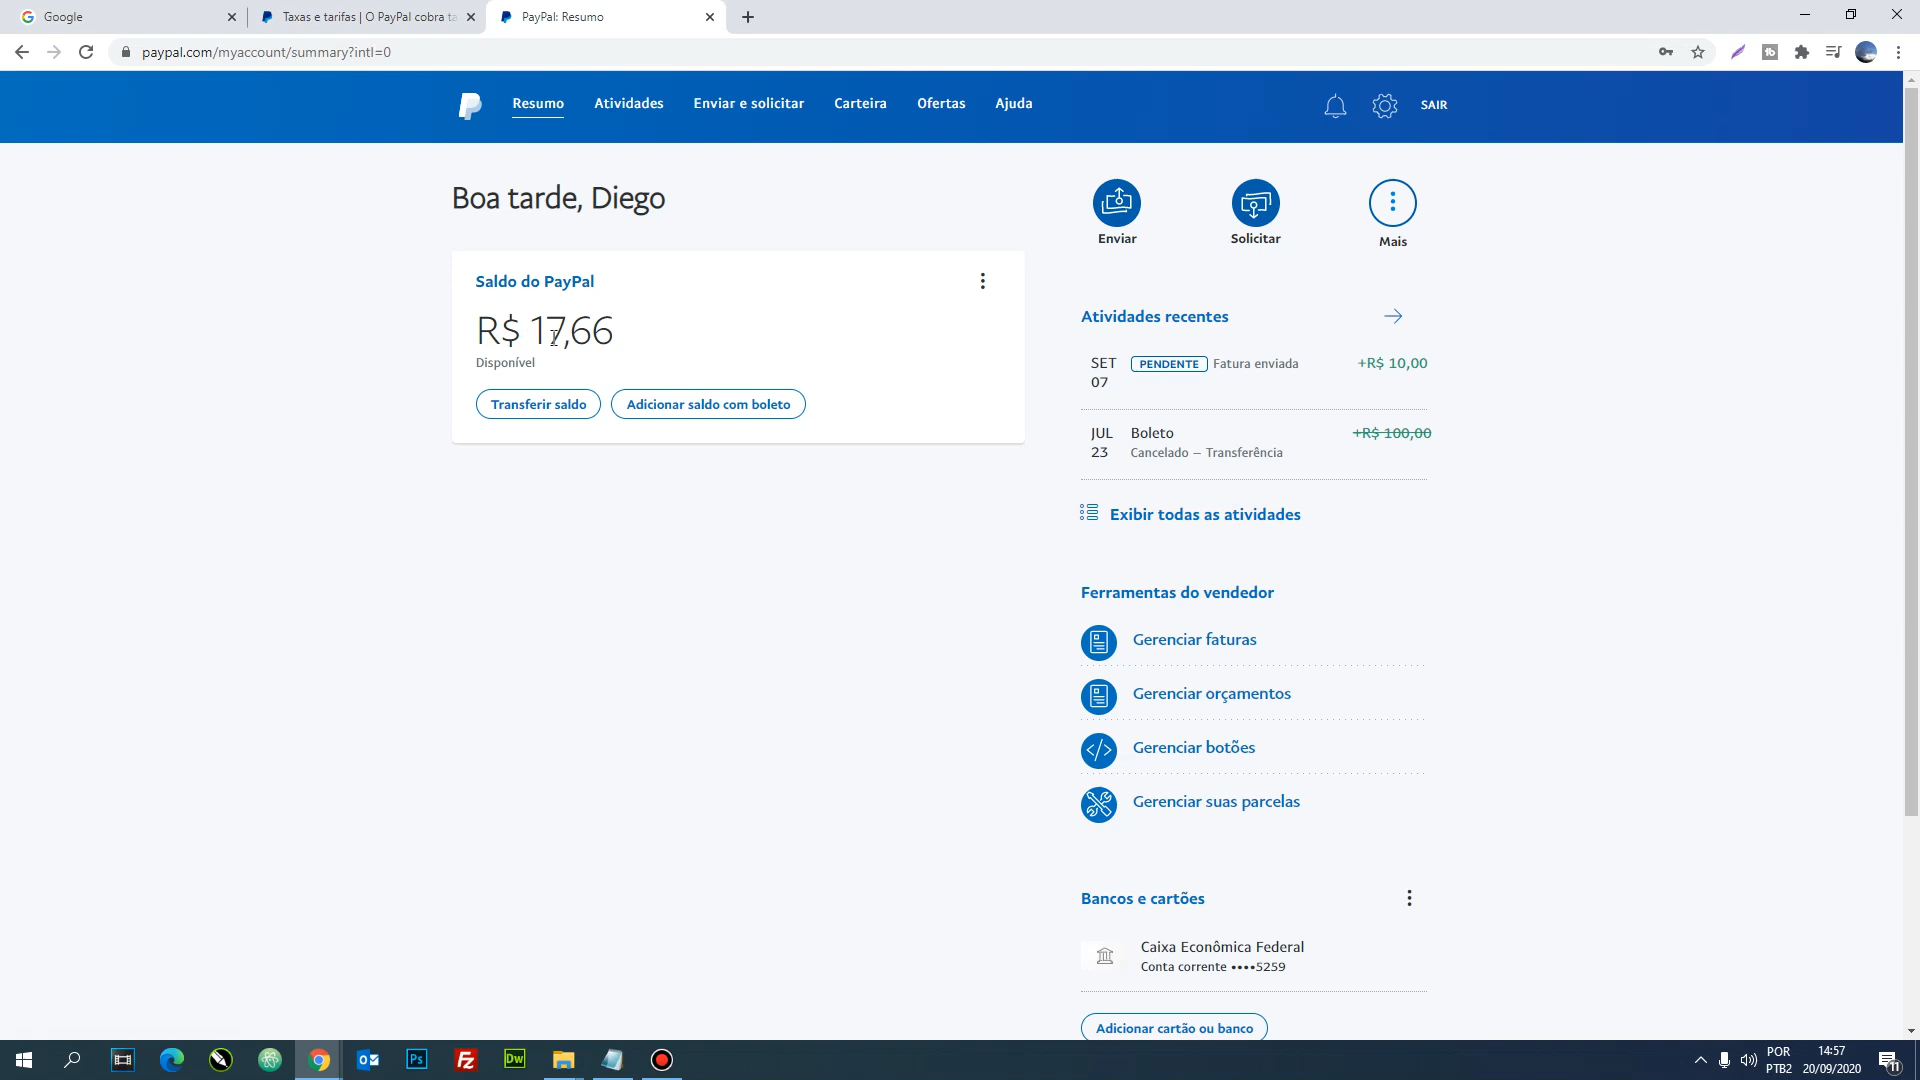 Google
Taxas e tarifas | O PayPal cobra ta
PayPal: Resumo
paypal.com/myaccount/summary?intl=0
Resumo
Atividades
Enviar e solicitar
Carteira
Ofertas
Ajuda
SAIR
Boa tarde, Diego
Saldo do PayPal
R$ 17,66
Disponível
Transferir saldo
Adicionar saldo com boleto
Enviar
Solicitar
Mais
Atividades recentes
SET 07
PENDENTE Fatura enviada
+R$ 10,00
JUL 23
Boleto
Cancelado – Transferência
+R$ 100,00
Exibir todas as atividades
Ferramentas do vendedor
Gerenciar faturas
Gerenciar orçamentos
Gerenciar botões
Gerenciar suas parcelas
Bancos e cartões
Caixa Econômica Federal
Conta corrente ••••5259
Adicionar cartão ou banco
Ps
Fz
Dw
POR
PTB2
14:57
20/09/2020
11